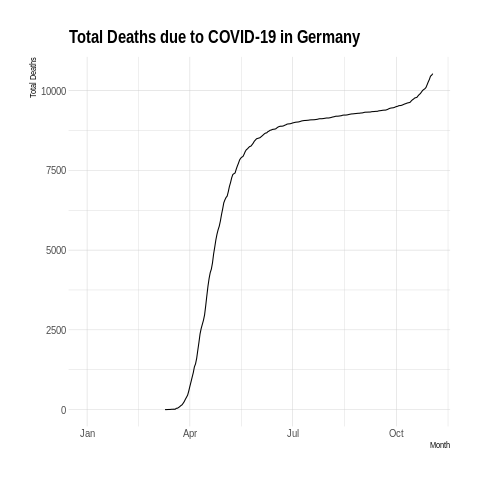 Total Deaths due to COVID-19 in Germany
Total Deaths
10000
7500
5000
2500
0
Jan Apr Jul Oct
Month